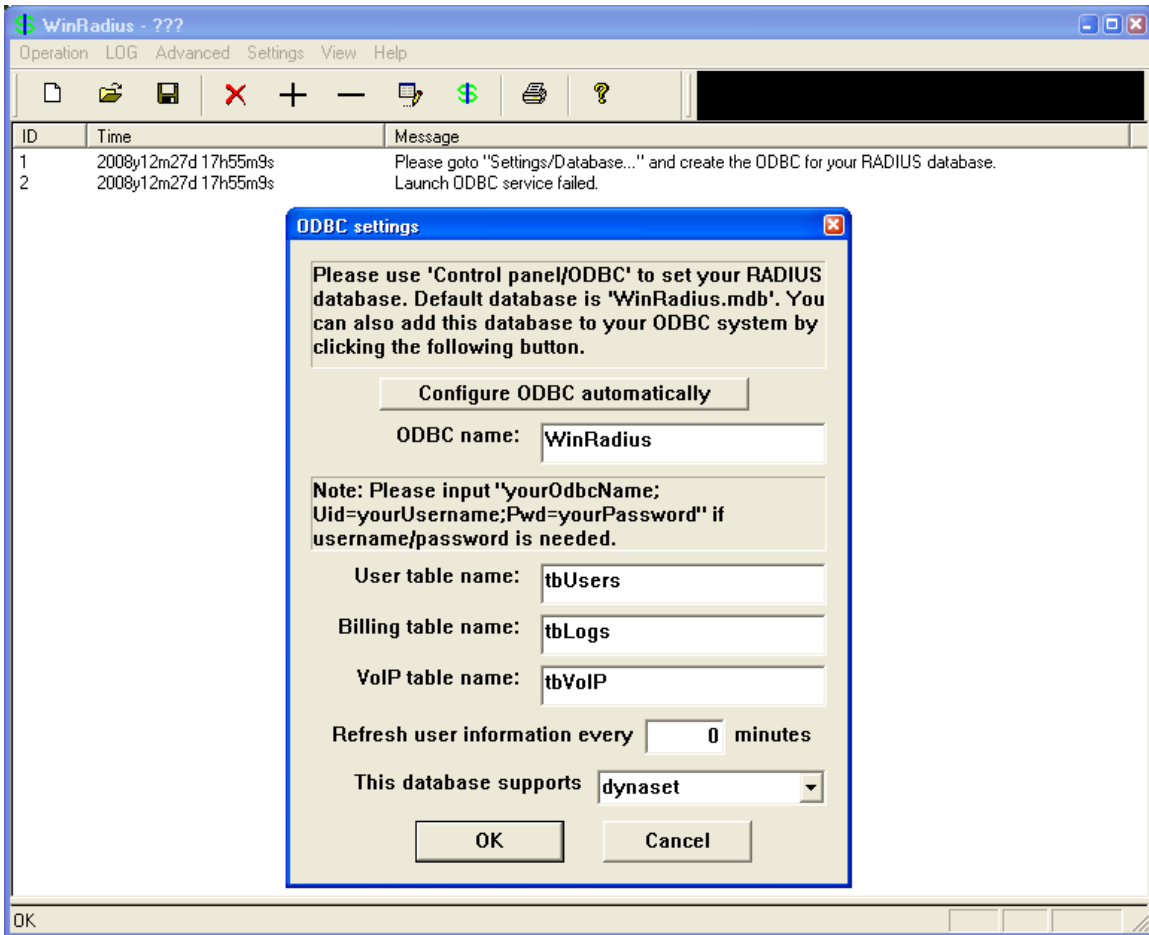 WinRadius - ???
Operation LOG Advanced Settings View Help
ID Time Message
1 2008y12m27d 17h55m9s Please goto "Settings/Database..." and create the ODBC for your RADIUS database.
2 2008y12m27d 17h55m9s Launch ODBC service failed.
ODBC settings
Please use 'Control panel/ODBC' to set your RADIUS
database. Default database is 'WinRadius.mdb'. You
can also add this database to your ODBC system by
clicking the following button.
Configure ODBC automatically
ODBC name: WinRadius
Note: Please input "yourOdbcName;
Uid=yourUsername;Pwd=yourPassword" if
username/password is needed.
User table name: tbUsers
Billing table name: tbLogs
VoIP table name: tbVoIP
Refresh user information every 0 minutes
This database supports dynaset
OK Cancel
OK